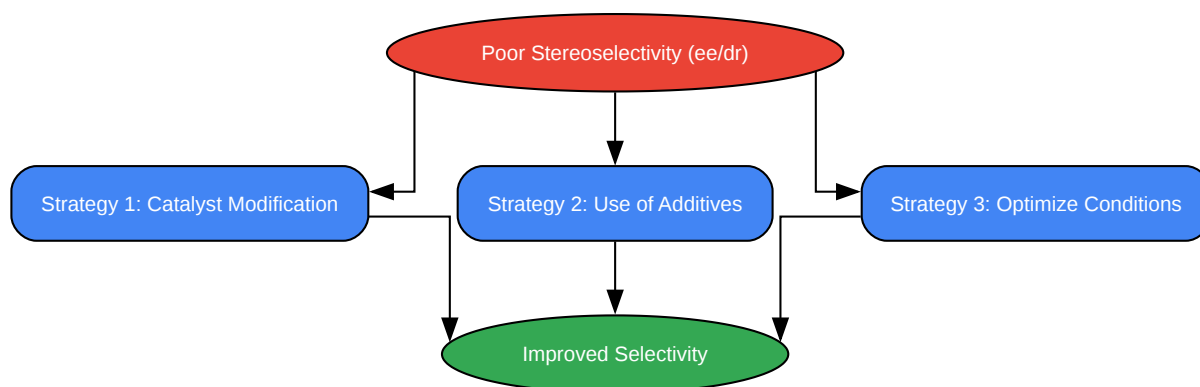 Poor Stereoselectivity (ee/dr)
Strategy 1: Catalyst Modification
Strategy 2: Use of Additives
Strategy 3: Optimize Conditions
Improved Selectivity